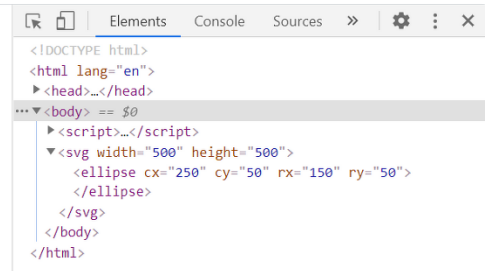 Elements Console Sources »
<!DOCTYPE html>
<html lang="en">
<head>…</head>
<body> == $0
<script>…</script>
<svg width="500" height="500">
<ellipse cx="250" cy="50" rx="150" ry="50">
</ellipse>
</svg>
</body>
</html>